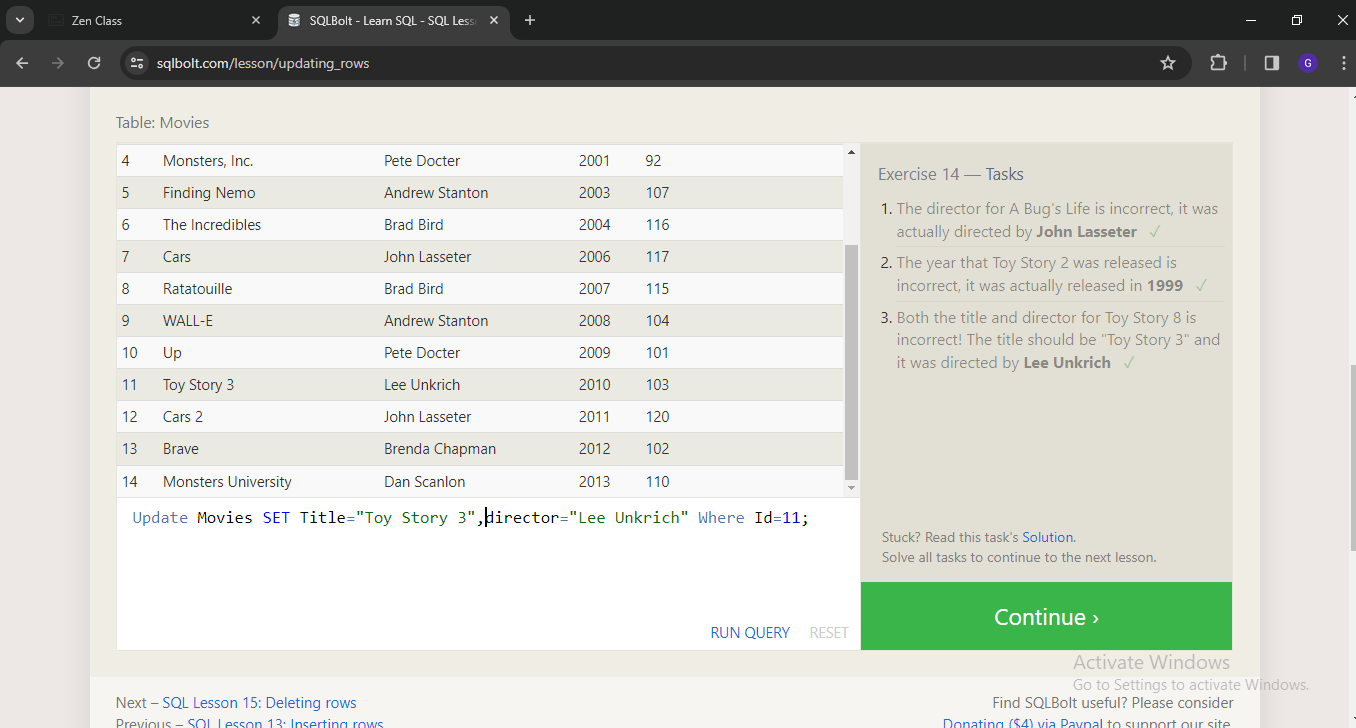 Zen Class
SQLBolt - Learn SQL - SQL Less
sqlbolt.com/lesson/updating_rows
G
Table: Movies
4 Monsters, Inc. Pete Docter 2001 92
5 Finding Nemo Andrew Stanton 2003 107
6 The Incredibles Brad Bird 2004 116
7 Cars John Lasseter 2006 117
8 Ratatouille Brad Bird 2007 115
9 WALL-E Andrew Stanton 2008 104
10 Up Pete Docter 2009 101
11 Toy Story 3 Lee Unkrich 2010 103
12 Cars 2 John Lasseter 2011 120
13 Brave Brenda Chapman 2012 102
14 Monsters University Dan Scanlon 2013 110
Update Movies SET Title="Toy Story 3",director="Lee Unkrich" Where Id=11;
RUN QUERY RESET
Exercise 14 — Tasks
1. The director for A Bug's Life is incorrect, it was
actually directed by John Lasseter ✓
2. The year that Toy Story 2 was released is
incorrect, it was actually released in 1999 ✓
3. Both the title and director for Toy Story 8 is
incorrect! The title should be "Toy Story 3" and
it was directed by Lee Unkrich ✓
Stuck? Read this task's Solution.
Solve all tasks to continue to the next lesson.
Continue ›
Activate Windows
Go to Settings to activate Windows.
Next – SQL Lesson 15: Deleting rows
Previous – SQL Lesson 13: Inserting rows
Find SQLBolt useful? Please consider
Donating ($4) via Paypal to support our site.